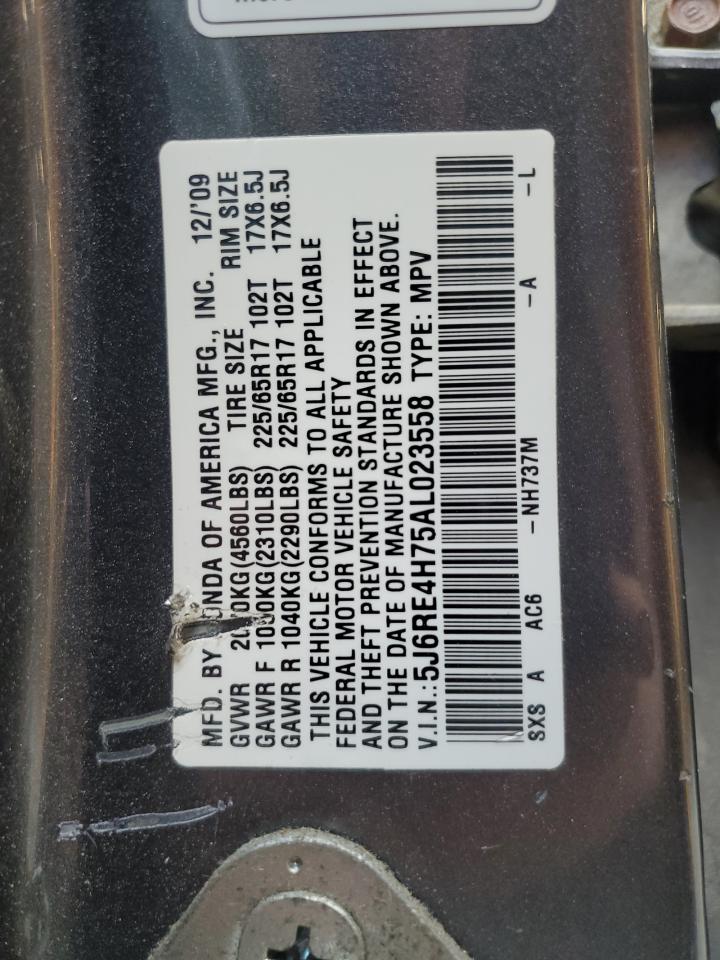 MFD. BY HONDA OF AMERICA MFG., INC. 12/'09
GVWR (4560LBS) TIRE SIZE RIM SIZE
GAWR F (2310LBS) 225/65R17 102T 17X6.5J
GAWR R 1040KG(2290LBS) 225/65R17 102T 17X6.5J
THIS VEHICLE CONFORMS TO ALL APPLICABLE
FEDERAL MOTOR VEHICLE SAFETY
AND THEFT PREVENTION STANDARDS IN EFFECT
ON THE DATE OF MANUFACTURE SHOWN ABOVE.
V.I.N.:5J6RE4H75AL023558 TYPE: MPV
SXS A AC6 -NH737M -A -L